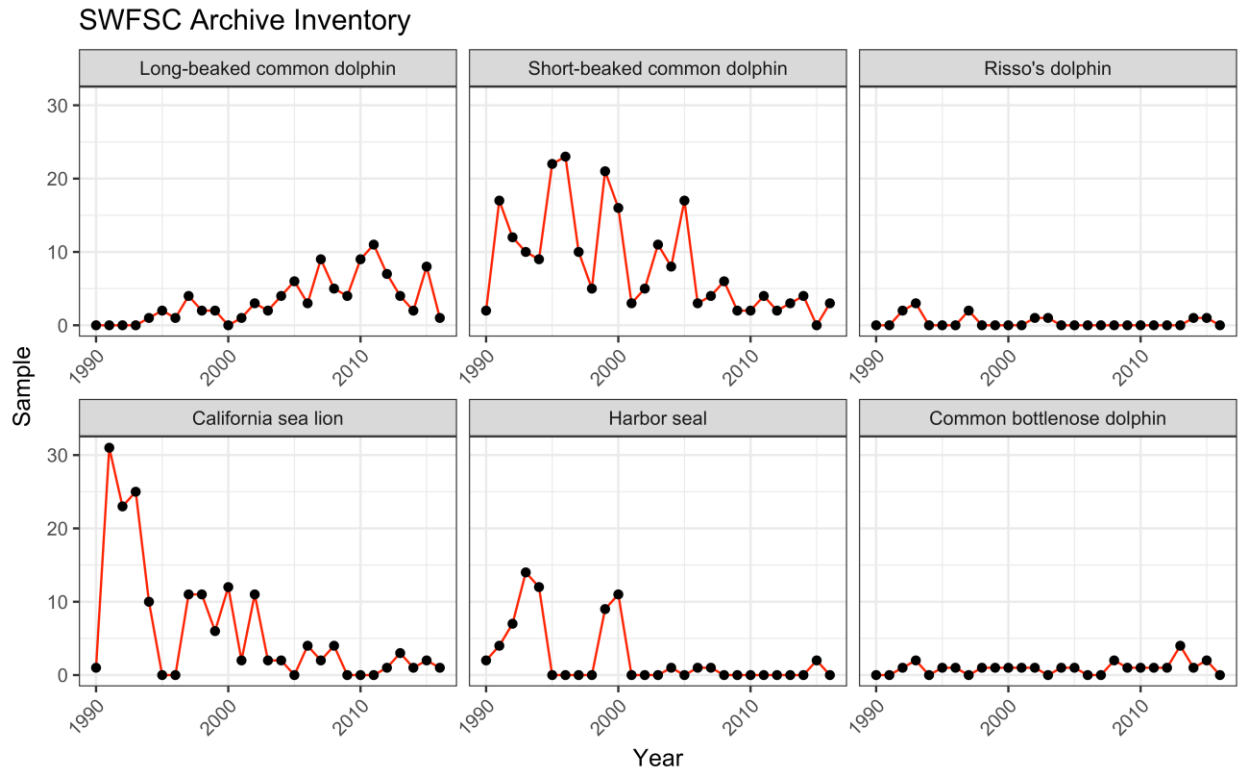 SWFSC Archive Inventory
Long-beaked common dolphin
Short-beaked common dolphin
Risso's dolphin
30
20
10
0
1990
2000
2010
1990
2000
2010
1990
2000
2010
Sample
California sea lion
Harbor seal
Common bottlenose dolphin
30
20
10
0
1990
2000
2010
1990
2000
2010
1990
2000
2010
Year